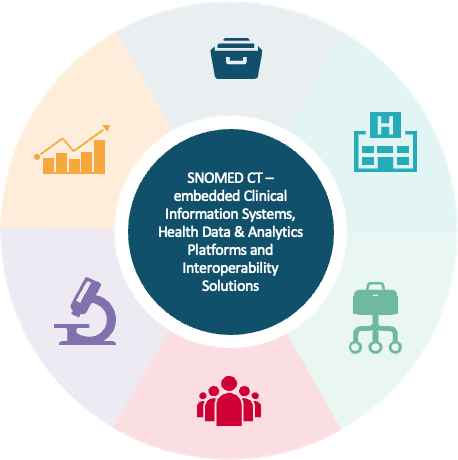 H
SNOMED CT –
embedded Clinical
Information Systems,
Health Data & Analytics
Platforms and
Interoperability
Solutions